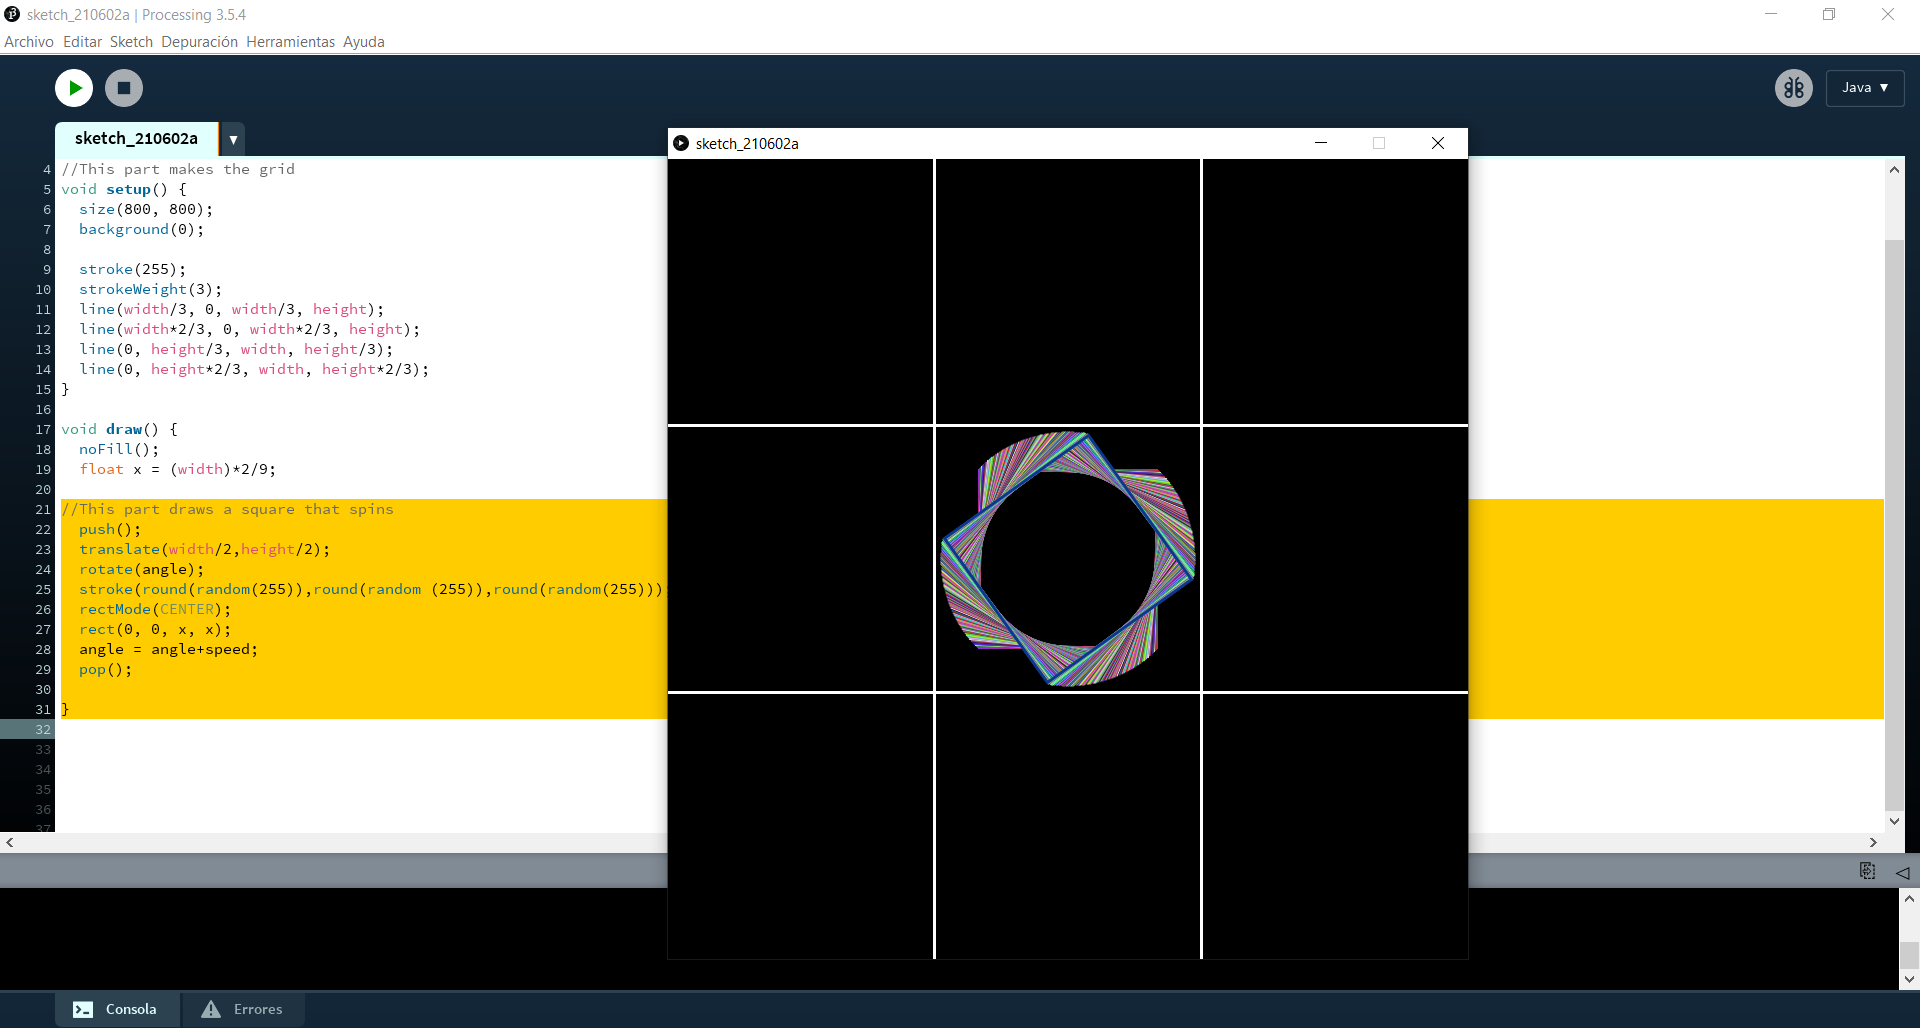 sketch_210602a | Processing 3.5.4
Archivo Editar Sketch Depuración Herramientas Ayuda
Java ▼
sketch_210602a ▼
sketch_210602a
4 //This part makes the grid
5 void setup() {
6 size(800, 800);
7 background(0);
8
9 stroke(255);
10 strokeWeight(3);
11 line(width/3, 0, width/3, height);
12 line(width*2/3, 0, width*2/3, height);
13 line(0, height/3, width, height/3);
14 line(0, height*2/3, width, height*2/3);
15 }
16
17 void draw() {
18 noFill();
19 float x = (width)*2/9;
20
21 //This part draws a square that spins
22 push();
23 translate(width/2,height/2);
24 rotate(angle);
25 stroke(round(random(255)),round(random (255)),round(random(255)))
26 rectMode(CENTER);
27 rect(0, 0, x, x);
28 angle = angle+speed;
29 pop();
30
31 }
32
33
34
35
36
37
Consola
Errores